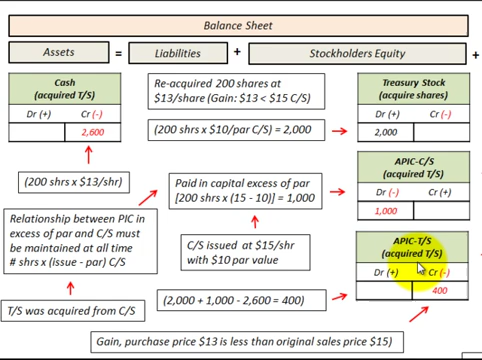 Balance Sheet
Assets = Liabilities + Stockholders Equity +
Cash
(acquired T/S)
Dr (+) Cr (-)
2,600
(200 shrs x $13/shr)
Relationship between PIC in
excess of par and C/S must
be maintained at all time
# shrs x (issue - par) C/S
T/S was acquired from C/S
Re-acquired 200 shares at
$13/share (Gain: $13 < $15 C/S)
(200 shrs x $10/par C/S) = 2,000
Paid in capital excess of par
[200 shrs x (15 - 10)] = 1,000
C/S issued at $15/shr
with $10 par value
(2,000 + 1,000 - 2,600 = 400)
Gain, purchase price $13 is less than original sales price $15)
Treasury Stock
(acquire shares)
Dr (+) Cr (-)
2,000
APIC-C/S
(acquired T/S)
Dr (-) Cr (+)
1,000
APIC-T/S
(acquired T/S)
Dr (+) Cr (-)
400